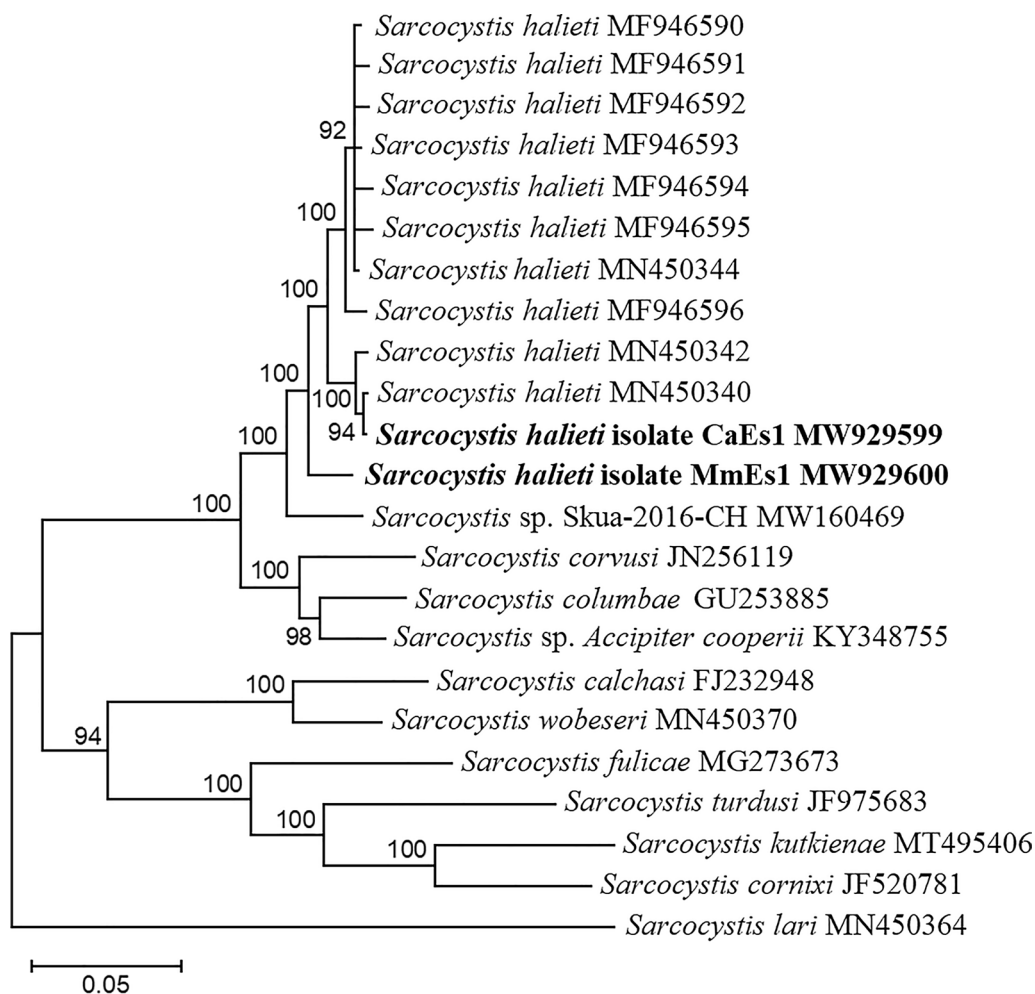 Sarcocystis halieti MF946590
Sarcocystis halieti MF946591
Sarcocystis halieti MF946592
92
Sarcocystis halieti MF946593
Sarcocystis halieti MF946594
100
Sarcocystis halieti MF946595
Sarcocystis halieti MN450344
100
Sarcocystis halieti MF946596
Sarcocystis halieti MN450342
100
Sarcocystis halieti MN450340
100
94
Sarcocystis halieti isolate CaEs1 MW929599
100
Sarcocystis halieti isolate MmEs1 MW929600
100
Sarcocystis sp. Skua-2016-CH MW160469
Sarcocystis corvusi JN256119
100
Sarcocystis columbae GU253885
98
Sarcocystis sp. Accipiter cooperii KY348755
100
Sarcocystis calchasi FJ232948
Sarcocystis wobeseri MN450370
94
Sarcocystis fulicae MG273673
100
Sarcocystis turdusi JF975683
100
Sarcocystis kutkienae MT495406
100
Sarcocystis cornixi JF520781
Sarcocystis lari MN450364
0.05